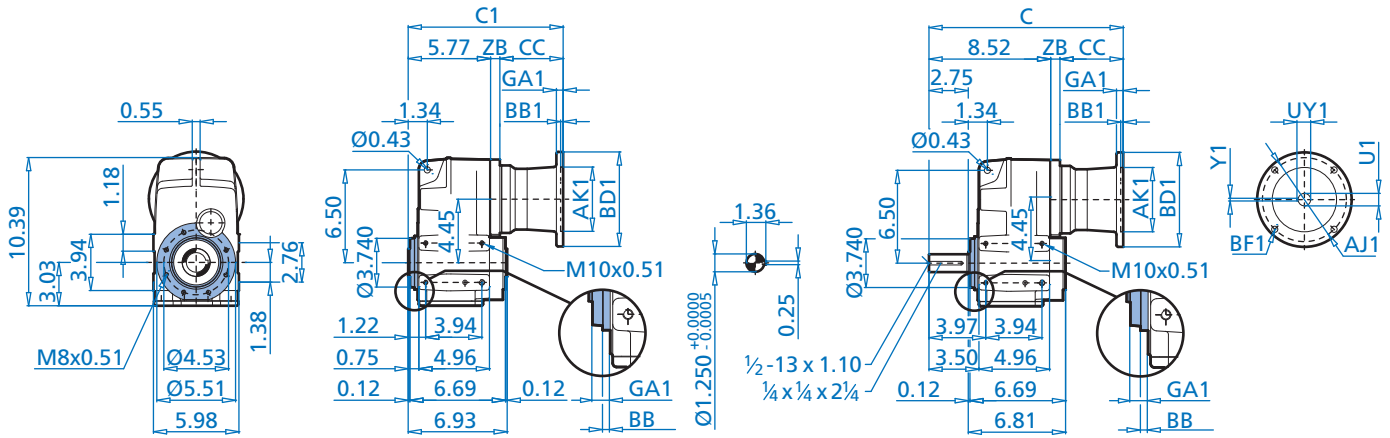 0.55
10.39
3.03
3.94
1.18
2.76
1.38
M8x0.51
Ø4.53
Ø5.51
5.98
C1
5.77 ZB CC
GA1
1.34
BB1
Ø0.43
6.50
4.45
AK1
BD1
Ø3.740
M10x0.51
1.22 3.94
0.75 4.96
0.12 6.69 0.12 GA1
6.93 BB
1.36
0.25
Ø1.250 +0.0000 -0.0005
C
8.52 ZB CC
2.75 GA1
1.34
BB1
Ø0.43
6.50
4.45
AK1
BD1
Ø3.740
M10x0.51
3.97 3.94
½-13 x 1.10
3.50 4.96
¼ x ¼ x 2¼
0.12 6.69 GA1
6.81 BB
UY1
Y1
U1
BF1
AJ1